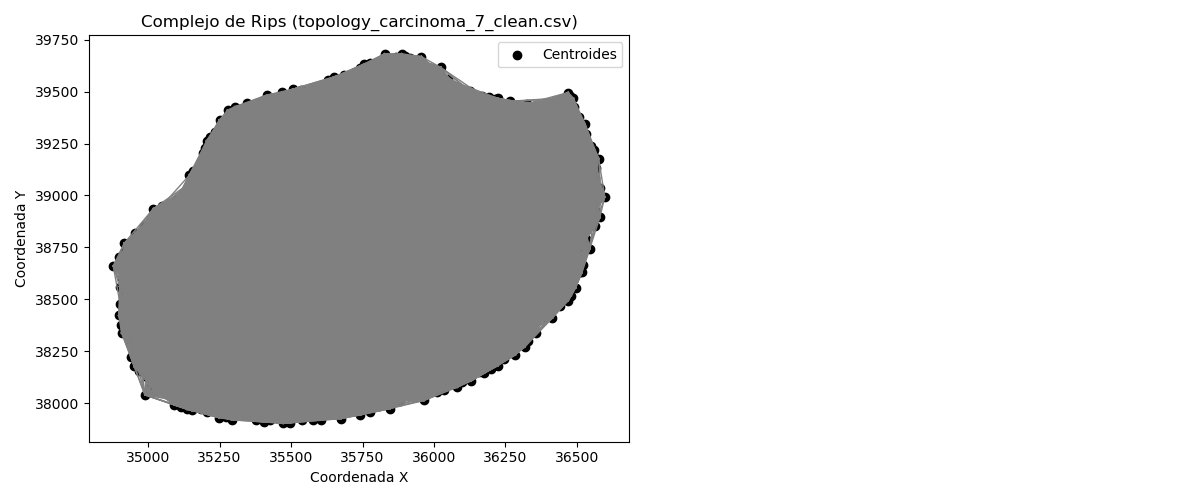 Complejo de Rips (topology_carcinoma_7_clean.csv)
Centroides
39750
39500
39250
39000
38750
38500
38250
38000
Coordenada Y
35000 35250 35500 35750 36000 36250 36500
Coordenada X